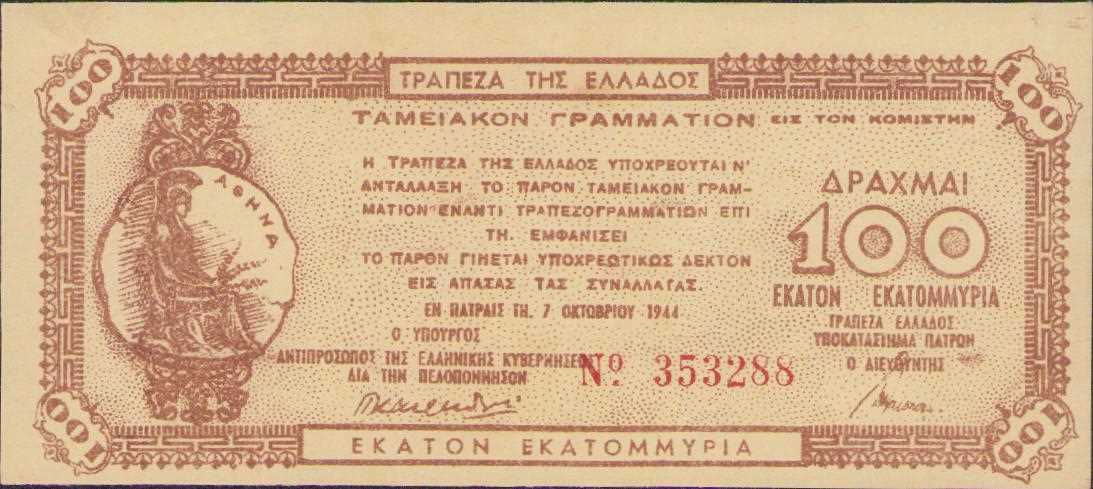 100
100
ΤΡΑΠΕΖΑ ΤΗΣ ΕΛΛΑΔΟΣ
ΤΑΜΕΙΑΚΟΝ ΓΡΑΜΜΑΤΙΟΝ ΕΙΣ ΤΟΝ ΚΟΜΙΣΤΗΝ
Η ΤΡΑΠΕΖΑ ΤΗΣ ΕΛΛΑΔΟΣ ΥΠΟΧΡΕΟΥΤΑΙ Ν'
ΑΝΤΑΛΛΑΞΗ ΤΟ ΠΑΡΟΝ ΤΑΜΕΙΑΚΟΝ ΓΡΑΜ-
ΜΑΤΙΟΝ ΕΝΑΝΤΙ ΤΡΑΠΕΖΟΓΡΑΜΜΑΤΙΩΝ ΕΠΙ
ΤΗ. ΕΜΦΑΝΙΣΕΙ
ΤΟ ΠΑΡΟΝ ΓΙΝΕΤΑΙ ΥΠΟΧΡΕΩΤΙΚΩΣ ΔΕΚΤΟΝ
ΕΙΣ ΑΠΑΣΑΣ ΤΑΣ ΣΥΝΑΛΛΑΓΑΣ.
ΕΝ ΠΑΤΡΑΙΣ ΤΗ. 7 ΟΚΤΩΒΡΙΟΥ 1944
Ο ΥΠΟΥΡΓΟΣ
ΑΝΤΙΠΡΟΣΩΠΟΣ ΤΗΣ ΕΛΛΗΝΙΚΗΣ ΚΥΒΕΡΝΗΣΕΩΣ
ΔΙΑ ΤΗΝ ΠΕΛΟΠΟΝΝΗΣΟΝ
ΑΘΗΝΑ
ΔΡΑΧΜΑΙ
100
ΕΚΑΤΟΝ ΕΚΑΤΟΜΜΥΡΙΑ
ΤΡΑΠΕΖΑ ΕΛΛΑΔΟΣ
ΥΠΟΚΑΤΑΣΤΗΜΑ ΠΑΤΡΩΝ
Ο ΔΙΕΥΘΥΝΤΗΣ
Nº 353288
100
ΕΚΑΤΟΝ ΕΚΑΤΟΜΜΥΡΙΑ
100